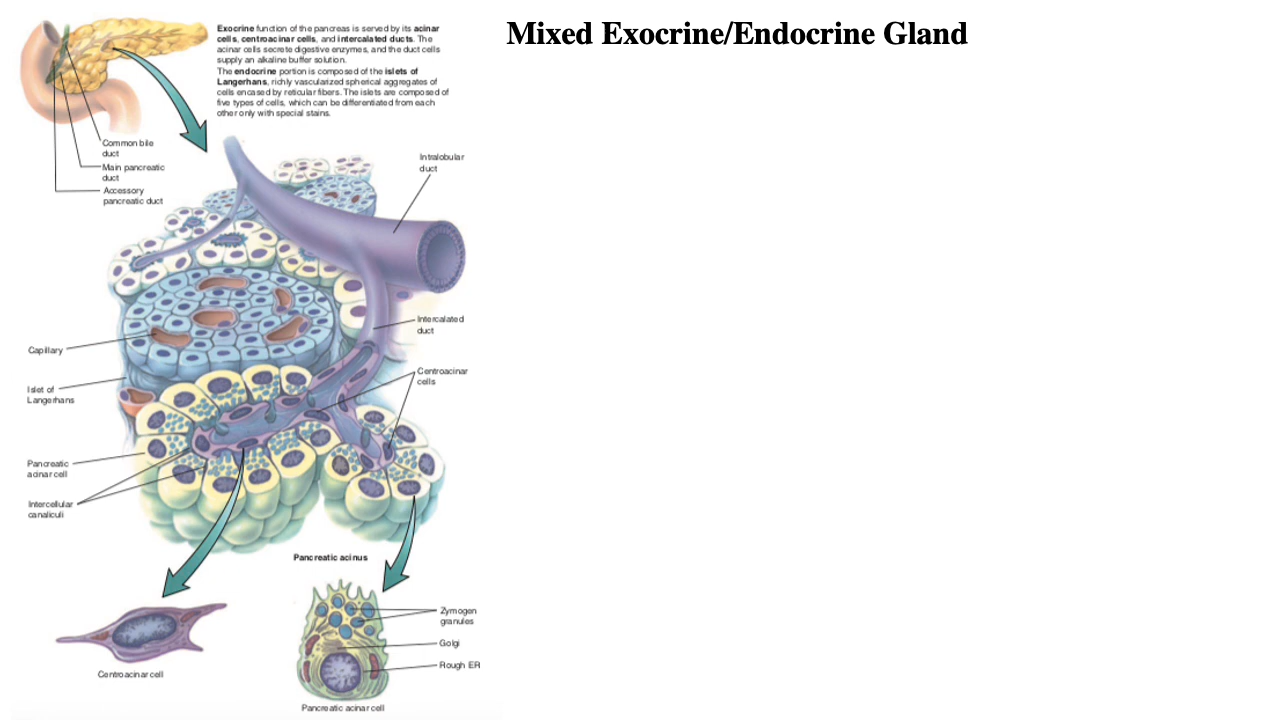 Mixed Exocrine/Endocrine Gland
Exocrine function of the pancreas is served by its acinar
cells, centroacinar cells, and intercalated ducts. The
acinar cells secrete digestive enzymes, and the duct cells
supply an alkaline buffer solution.
The endocrine portion is composed of the islets of
Langerhans, richly vascularized spherical aggregates of
cells encased by reticular fibers. The islets are composed of
five types of cells, which can be differentiated from each
other only with special stains.
Common bile
duct
Main pancreatic
duct
Accessory
pancreatic duct
Intralobular
duct
Intercalated
duct
Capillary
Centroacinar
cells
Islet of
Langerhans
Pancreatic
acinar cell
Intercellular
canaliculi
Pancreatic acinus
Zymogen
granules
Golgi
Rough ER
Centroacinar cell
Pancreatic acinar cell